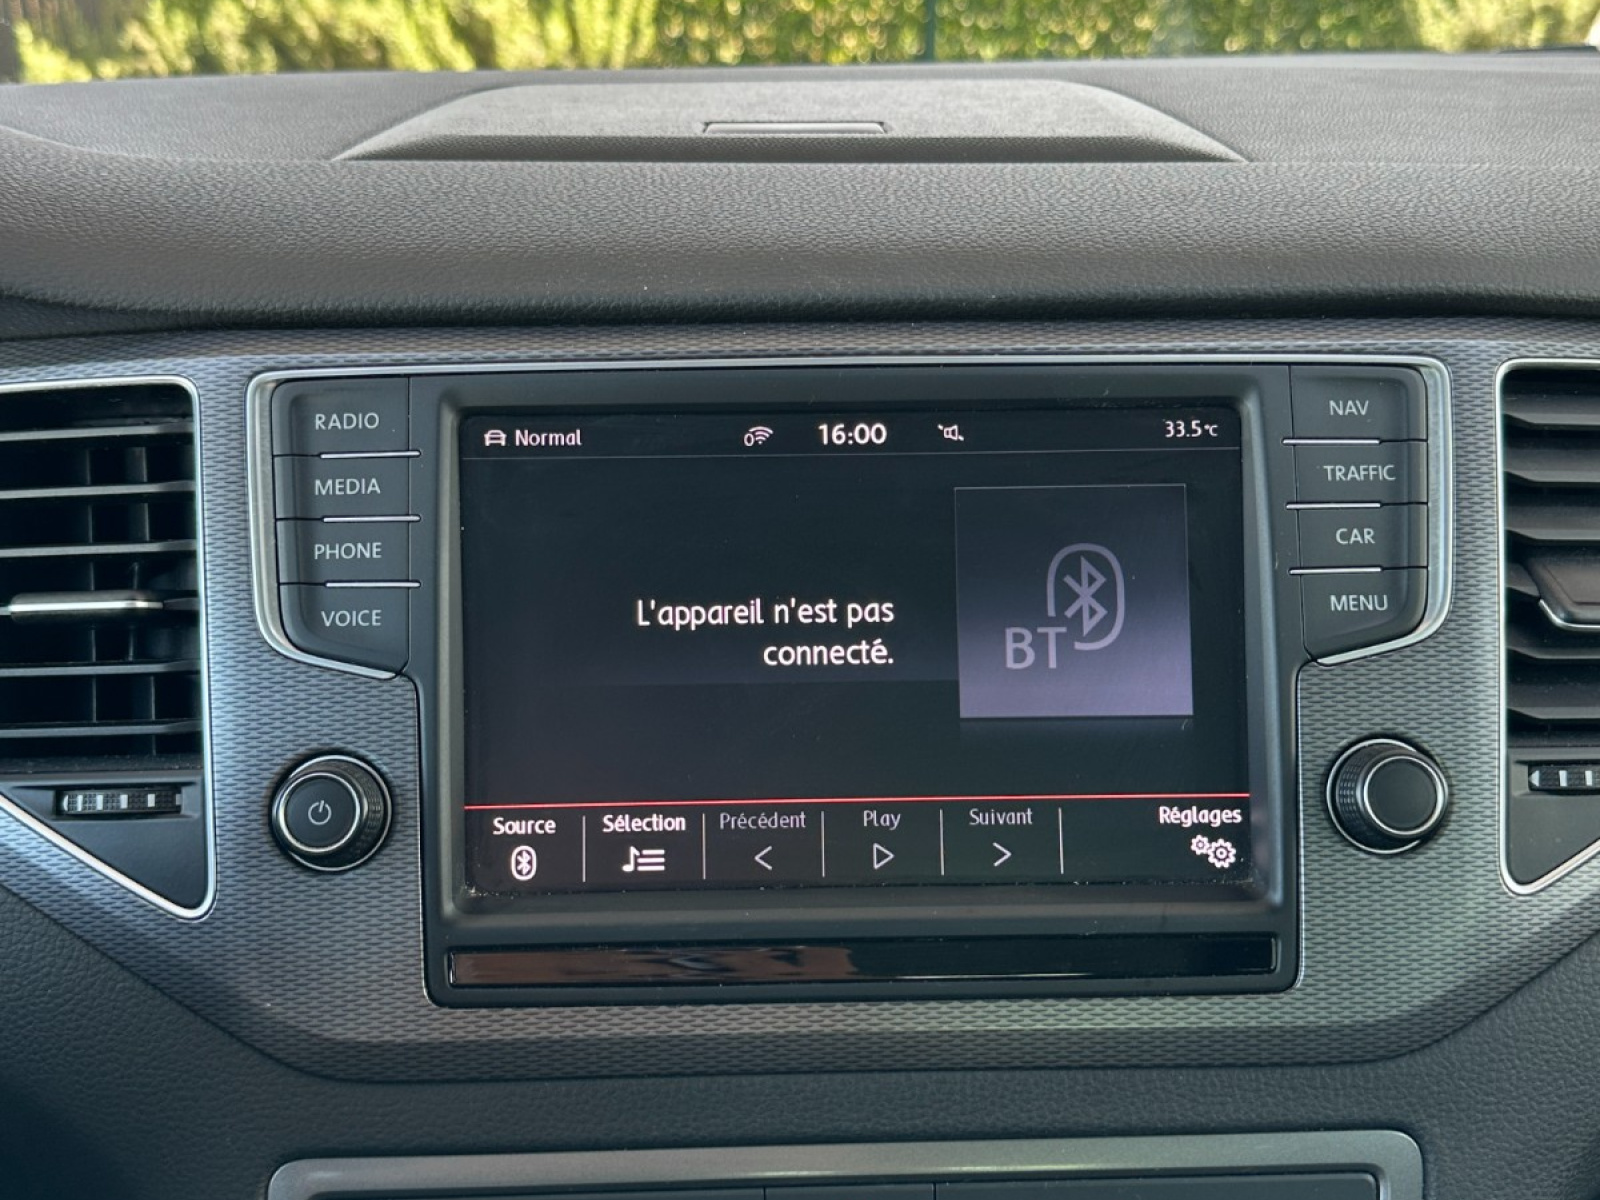 RADIO
MEDIA
PHONE
VOICE
Normal
0
16:00
33.5°C
L'appareil n'est pas
connecté.
BT
Source
Sélection
Précédent
Play
Suivant
Réglages
NAV
TRAFFIC
CAR
MENU